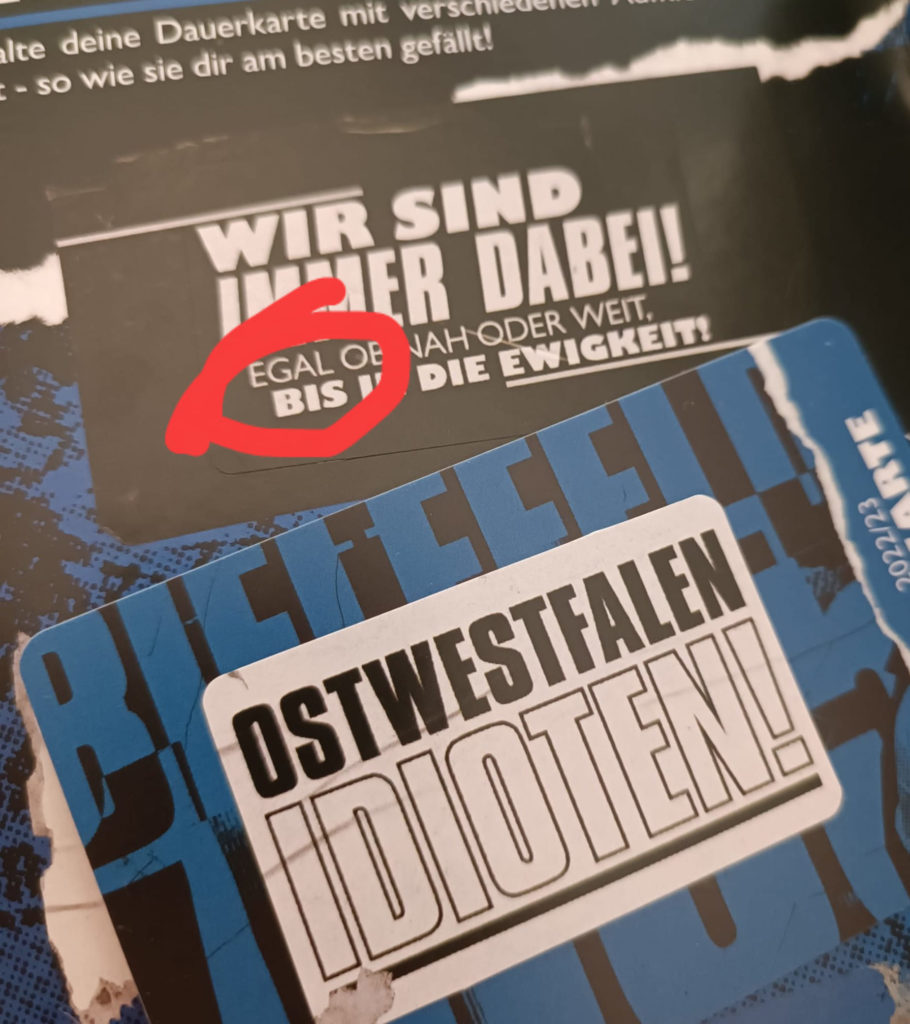 deine Dauerkarte mit verschiedenen
- so wie sie dir am besten gefällt!
WIR SIND
IMMER DABEI!
EGAL OB NAH ODER WEIT,
BIS IN DIE EWIGKEIT!
BIELEFELD
2022/23
OSTWESTFALEN
IDIOTEN!